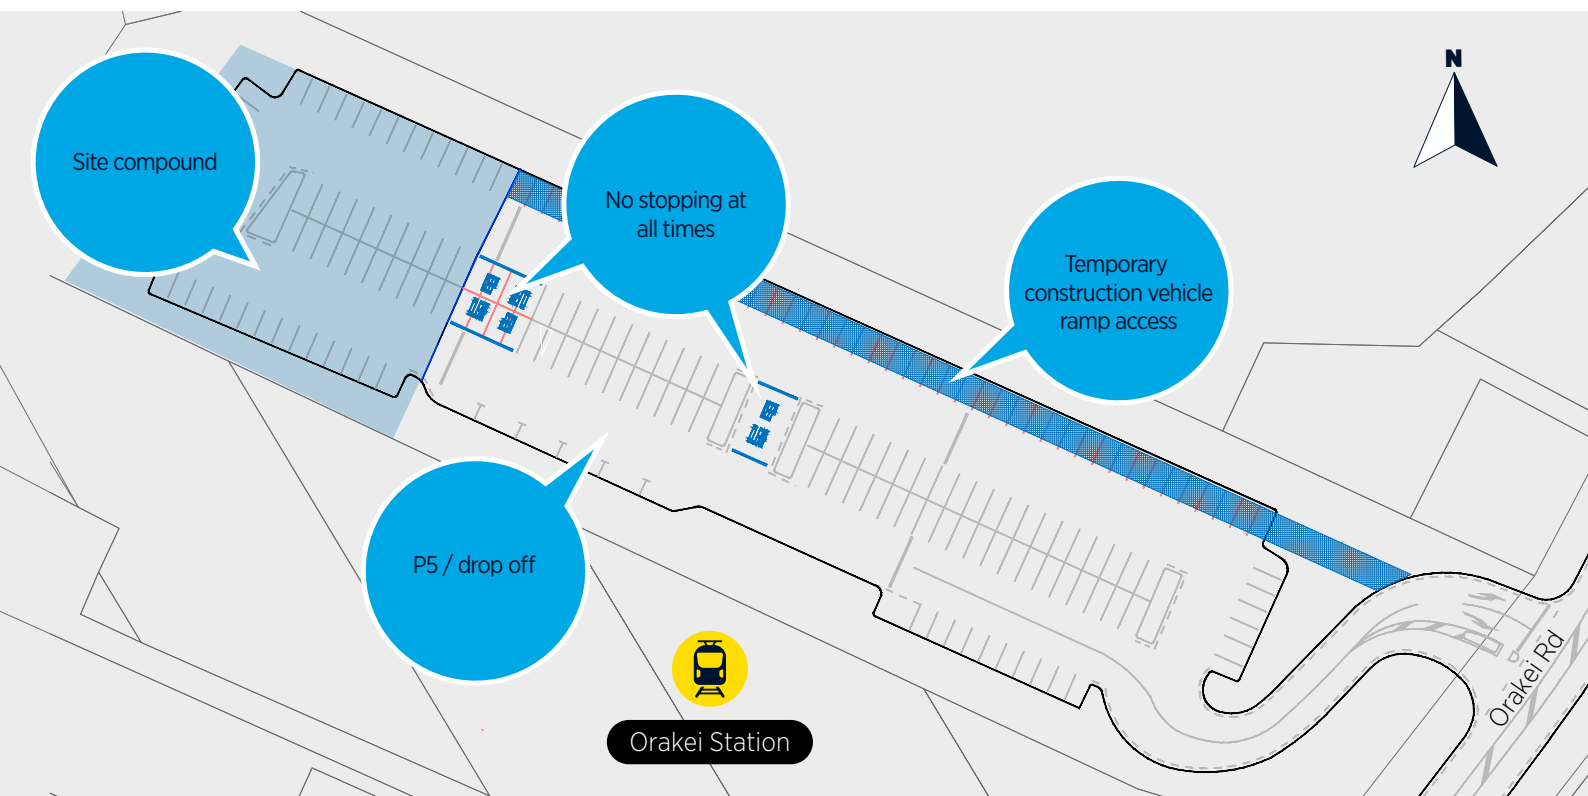 N
Site compound
No stopping at
all times
Temporary
construction vehicle
ramp access
P5 / drop off
Orakei Station
Orakei Rd